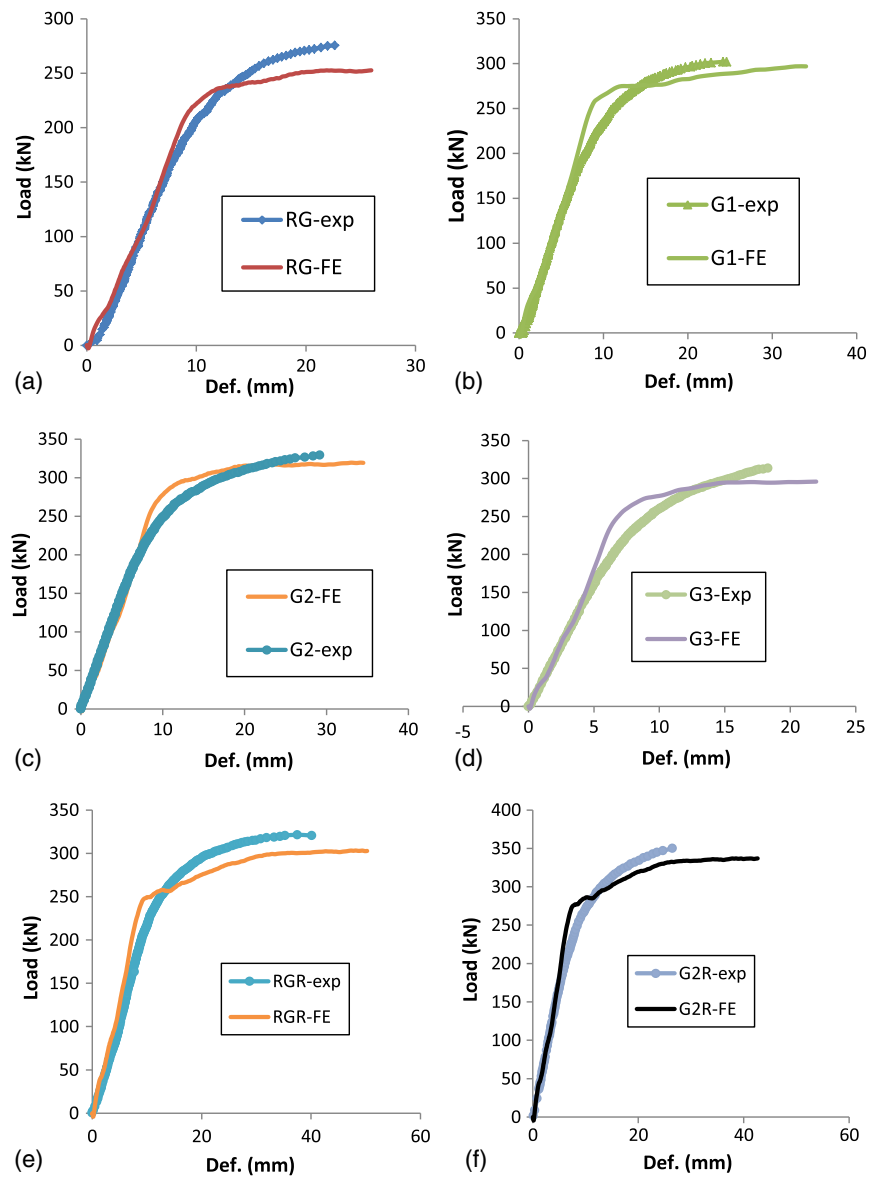 300
250
200
150
100
50
0
Load (kN)
RG-exp
RG-FE
0 10 20 30
Def. (mm)
(a)
350
300
250
200
150
100
50
0
Load (kN)
G1-exp
G1-FE
0 10 20 30 40
Def. (mm)
(b)
350
300
250
200
150
100
50
0
Load (kN)
G2-FE
G2-exp
0 10 20 30 40
Def. (mm)
(c)
350
300
250
200
150
100
50
0
Load (kN)
G3-Exp
G3-FE
-5 0 5 10 15 20 25
Def. (mm)
(d)
350
300
250
200
150
100
50
0
Load (kN)
RGR-exp
RGR-FE
0 20 40 60
Def. (mm)
(e)
400
350
300
250
200
150
100
50
0
Load (kN)
G2R-exp
G2R-FE
0 20 40 60
Def. (mm)
(f)